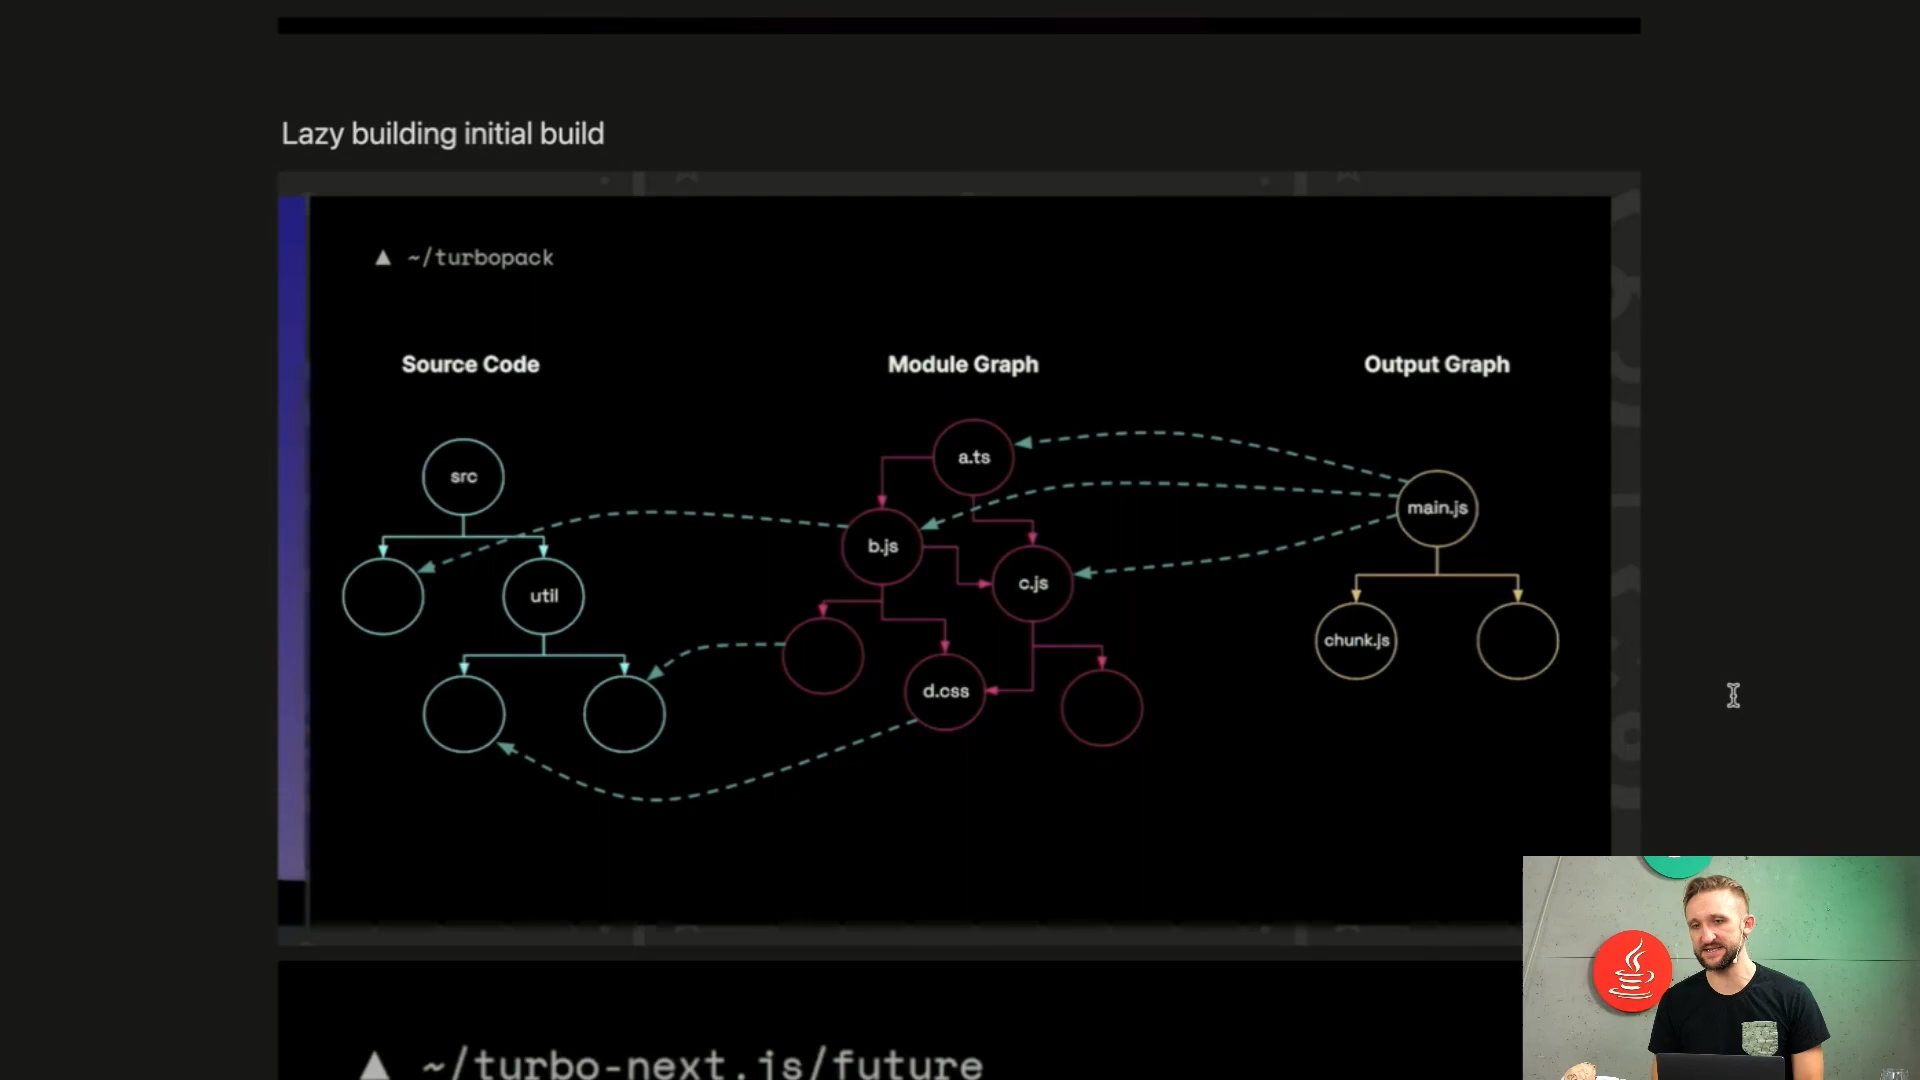 Lazy building initial build
▲ ~/turbopack
Source Code
Module Graph
Output Graph
src
util
a.ts
b.js
c.js
d.css
main.js
chunk.js
▲ ~/turbo-next.js/future